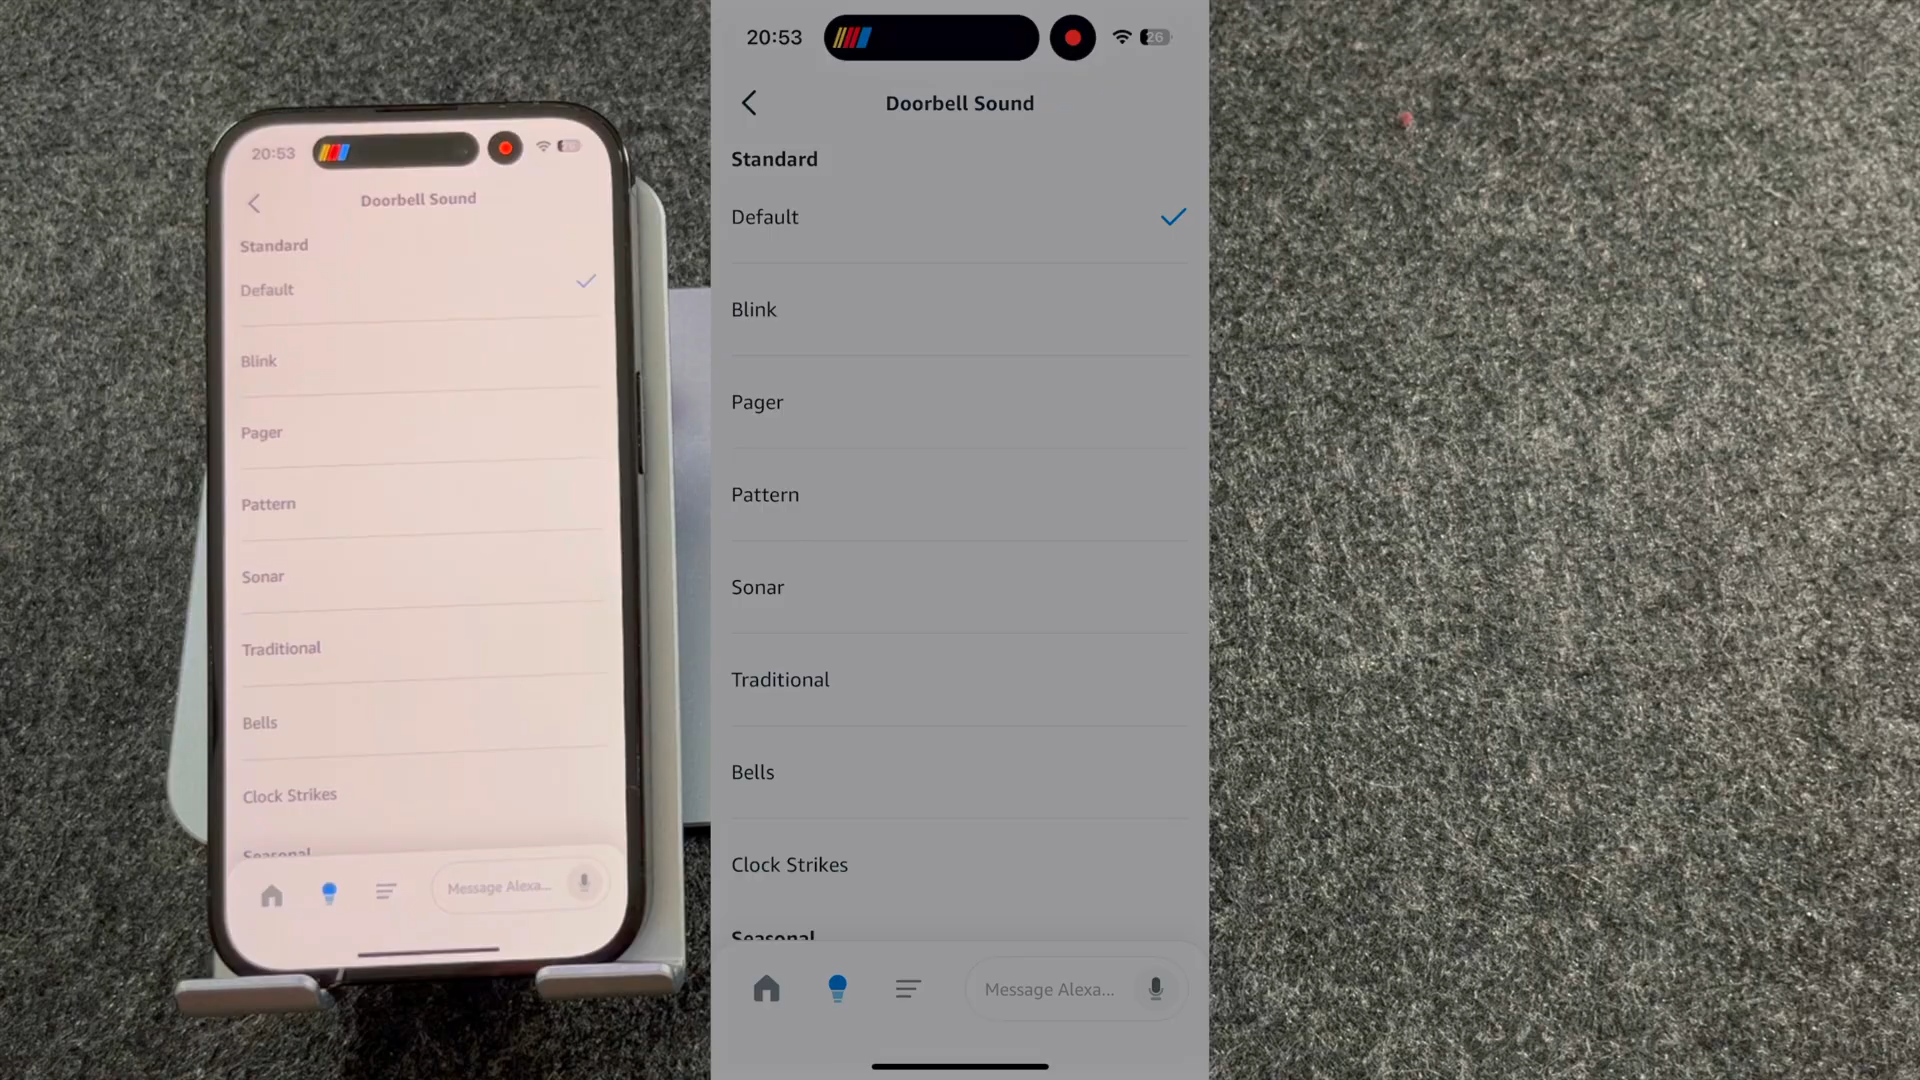 20:53
Doorbell Sound
Standard
Default
Blink
Pager
Pattern
Sonar
Traditional
Bells
Clock Strikes
Seasonal
Message Alexa...
20:53
26
Doorbell Sound
Standard
Default
Blink
Pager
Pattern
Sonar
Traditional
Bells
Clock Strikes
Seasonal
Message Alexa...